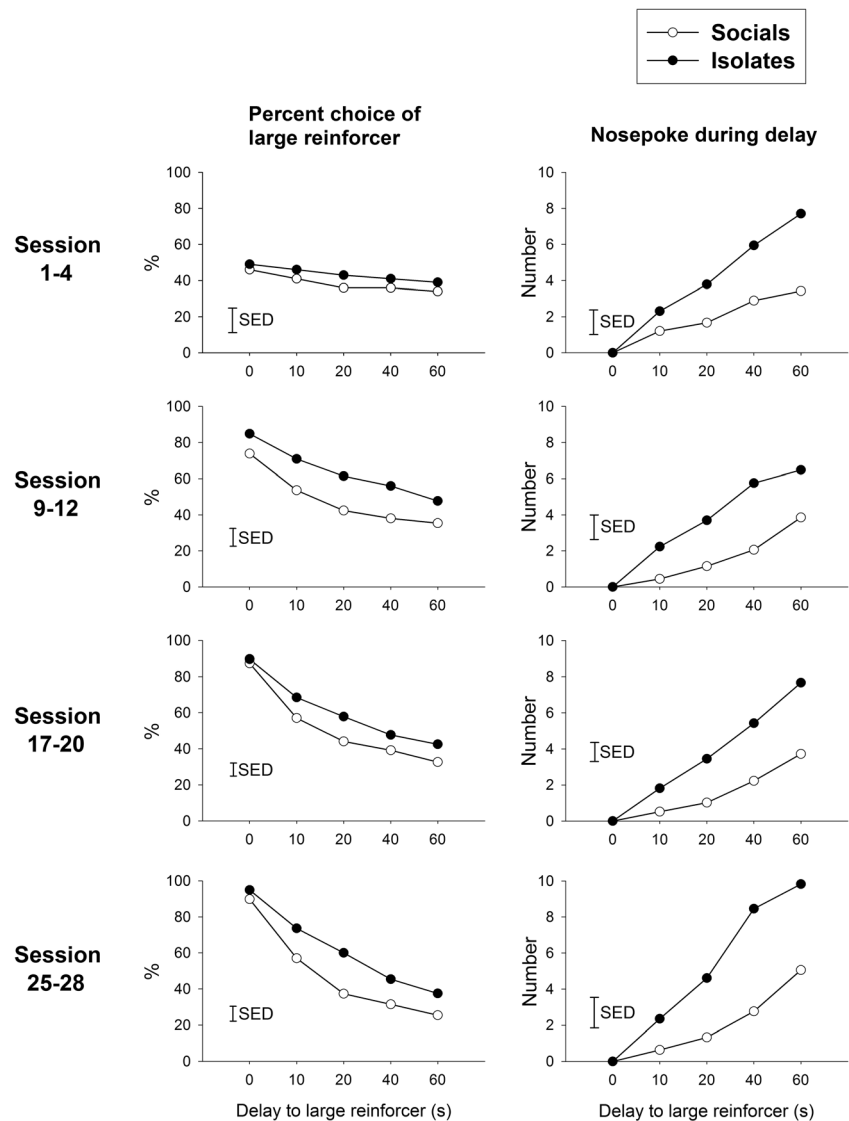 Socials
Isolates
Percent choice of
large reinforcer
Nosepoke during delay
Session
1-4
%
100
80
60
40
20
0
SED
0 10 20 40 60
Number
10
8
6
4
2
0
SED
0 10 20 40 60
Session
9-12
%
100
80
60
40
20
0
SED
0 10 20 40 60
Number
10
8
6
4
2
0
SED
0 10 20 40 60
Session
17-20
%
100
80
60
40
20
0
SED
0 10 20 40 60
Number
10
8
6
4
2
0
SED
0 10 20 40 60
Session
25-28
%
100
80
60
40
20
0
SED
0 10 20 40 60
Delay to large reinforcer (s)
Number
10
8
6
4
2
0
SED
0 10 20 40 60
Delay to large reinforcer (s)